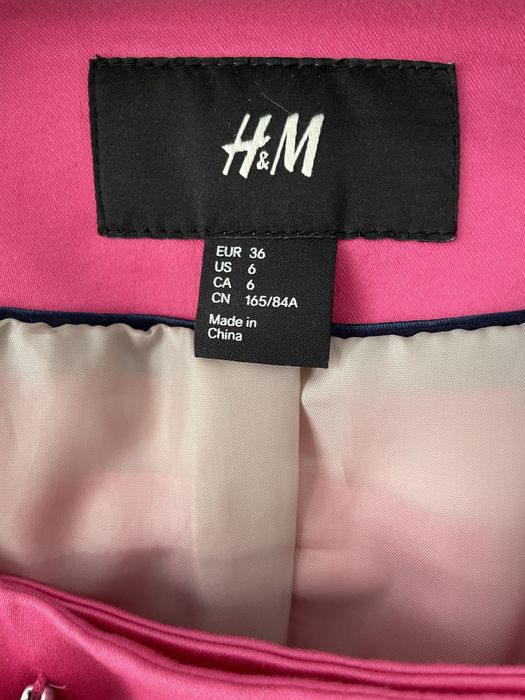 H&M
EUR 36
US 6
CA 6
CN 165/84A
Made in
China